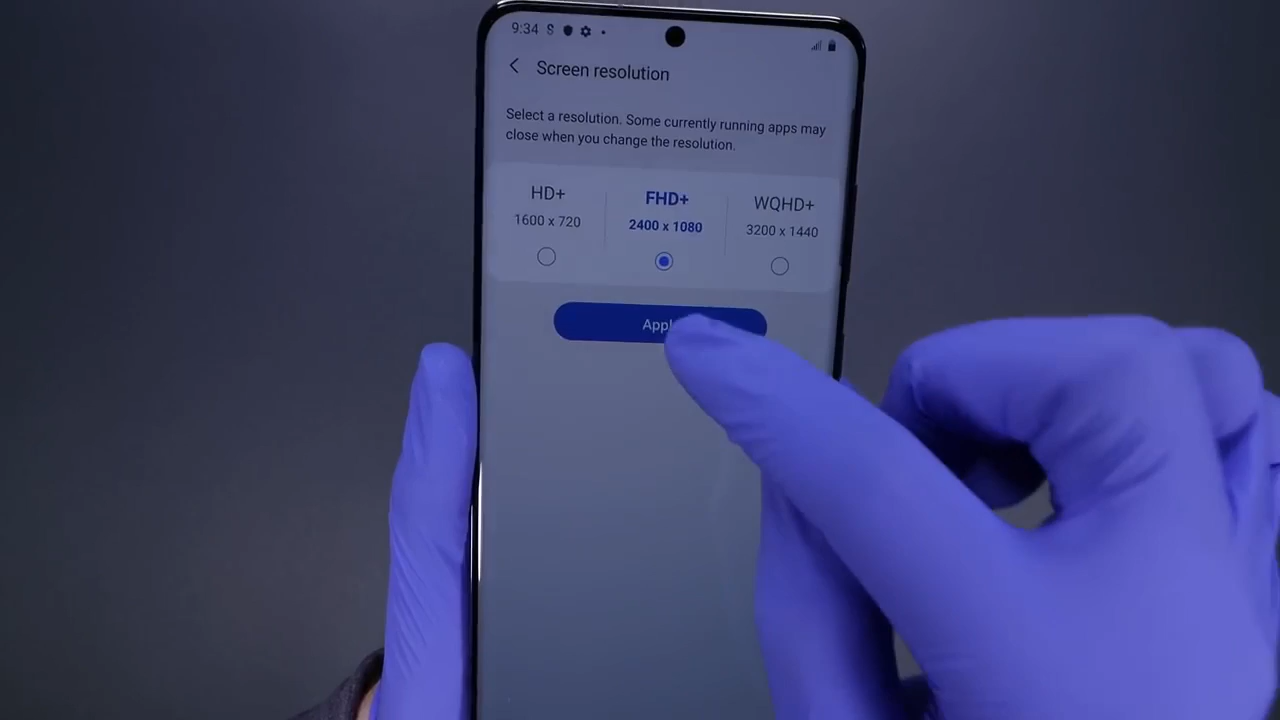 9:34
Screen resolution
Select a resolution. Some currently running apps may
close when you change the resolution.
HD+
FHD+
WQHD+
1600 x 720
2400 x 1080
3200 x 1440